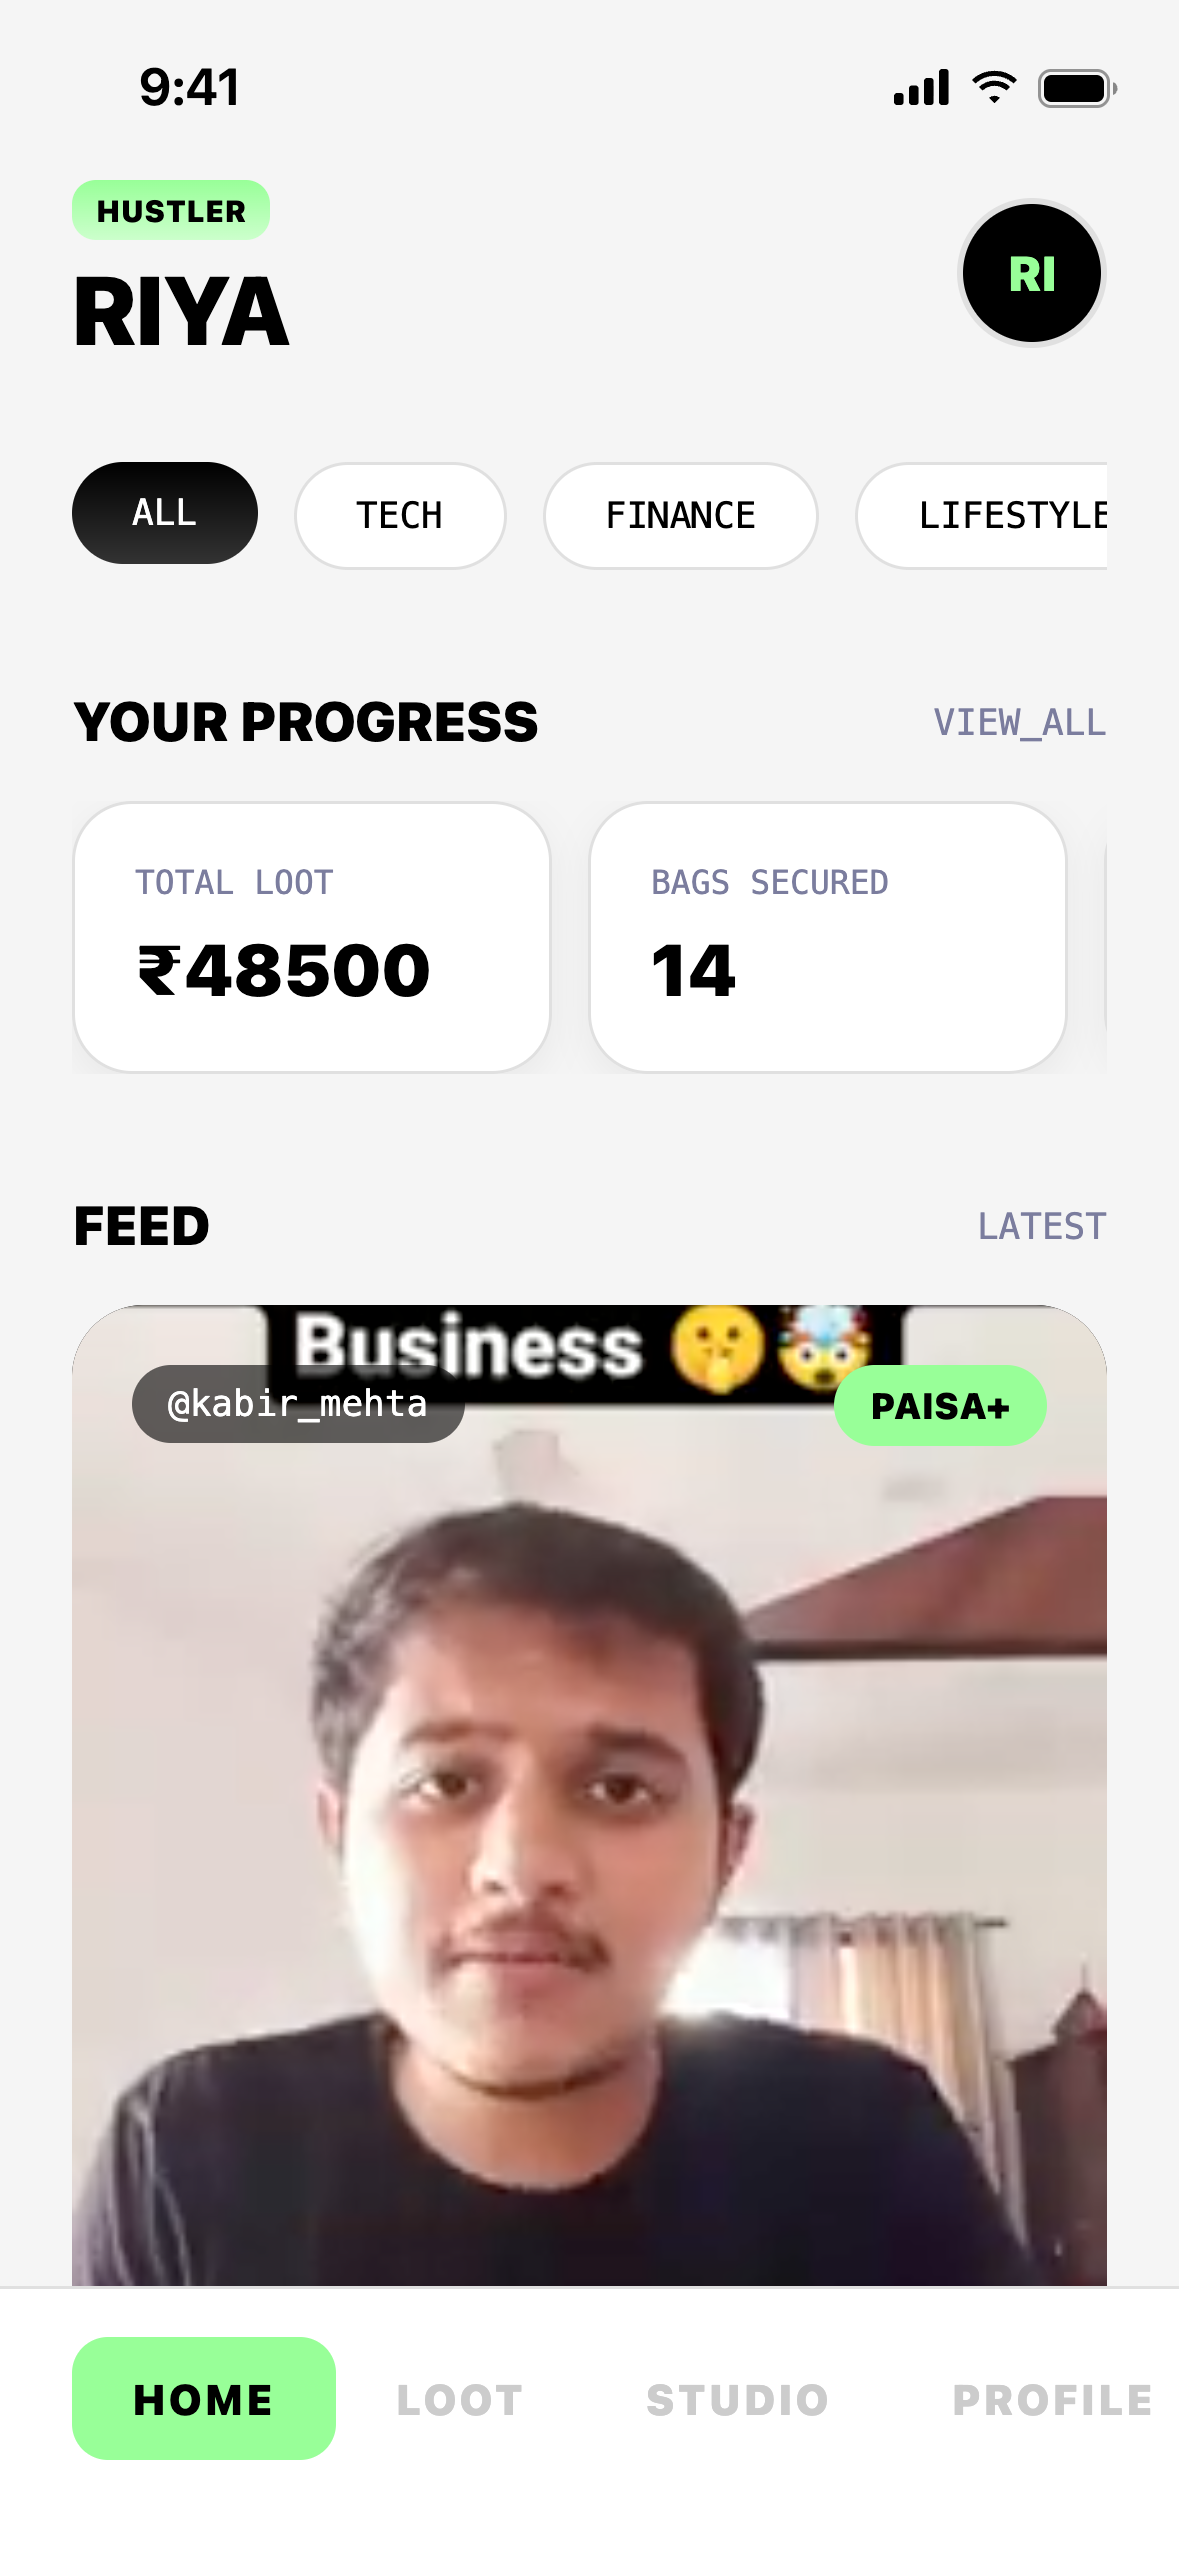 9:41
HUSTLER
RIYA
RI
ALL
TECH
FINANCE
LIFESTYLE
YOUR PROGRESS
VIEW_ALL
TOTAL LOOT
BAGS SECURED
₹48500
14
FEED
LATEST
Business 🤫🤯
@kabir_mehta
PAISA+
HOME
LOOT
STUDIO
PROFILE